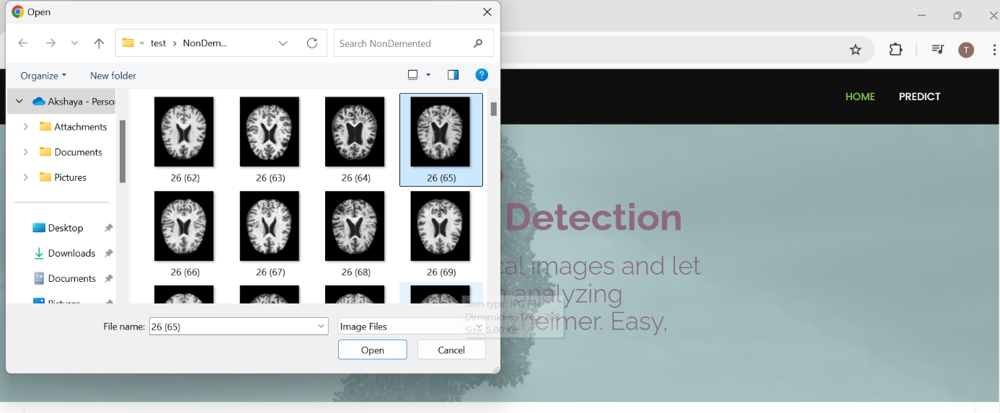 Open
« test › NonDem...
Search NonDemented
Organize
New folder
Akshaya - Perso
Attachments
Documents
Pictures
Desktop
Downloads
Documents
Pictures
26 (62)
26 (63)
26 (64)
26 (65)
26 (66)
26 (67)
26 (68)
26 (69)
File name:
26 (65)
Image Files
Open
Cancel
T
HOME
PREDICT
Detection
cal images and let
analyzing
zheimer. Easy,
Item type: JPG File
Dimensions: 176 x 208
Size: 5.00 KB